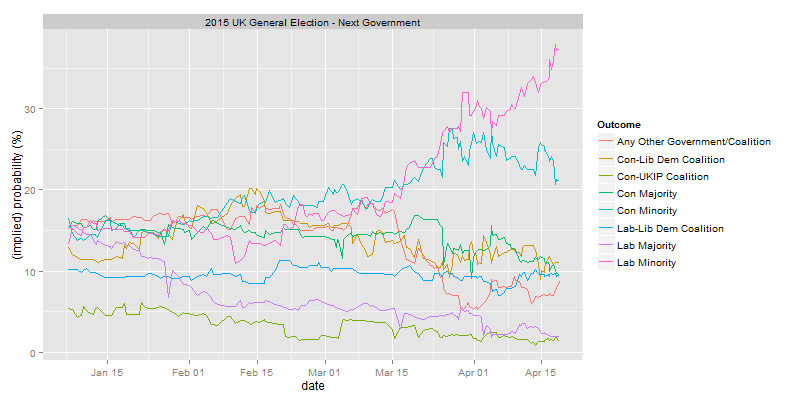 2015 UK General Election - Next Government
(implied) probability (%)
30
20
10
0
Jan 15
Feb 01
Feb 15
Mar 01
Mar 15
Apr 01
Apr 15
date
Outcome
Any Other Government/Coalition
Con-Lib Dem Coalition
Con-UKIP Coalition
Con Majority
Con Minority
Lab-Lib Dem Coalition
Lab Majority
Lab Minority